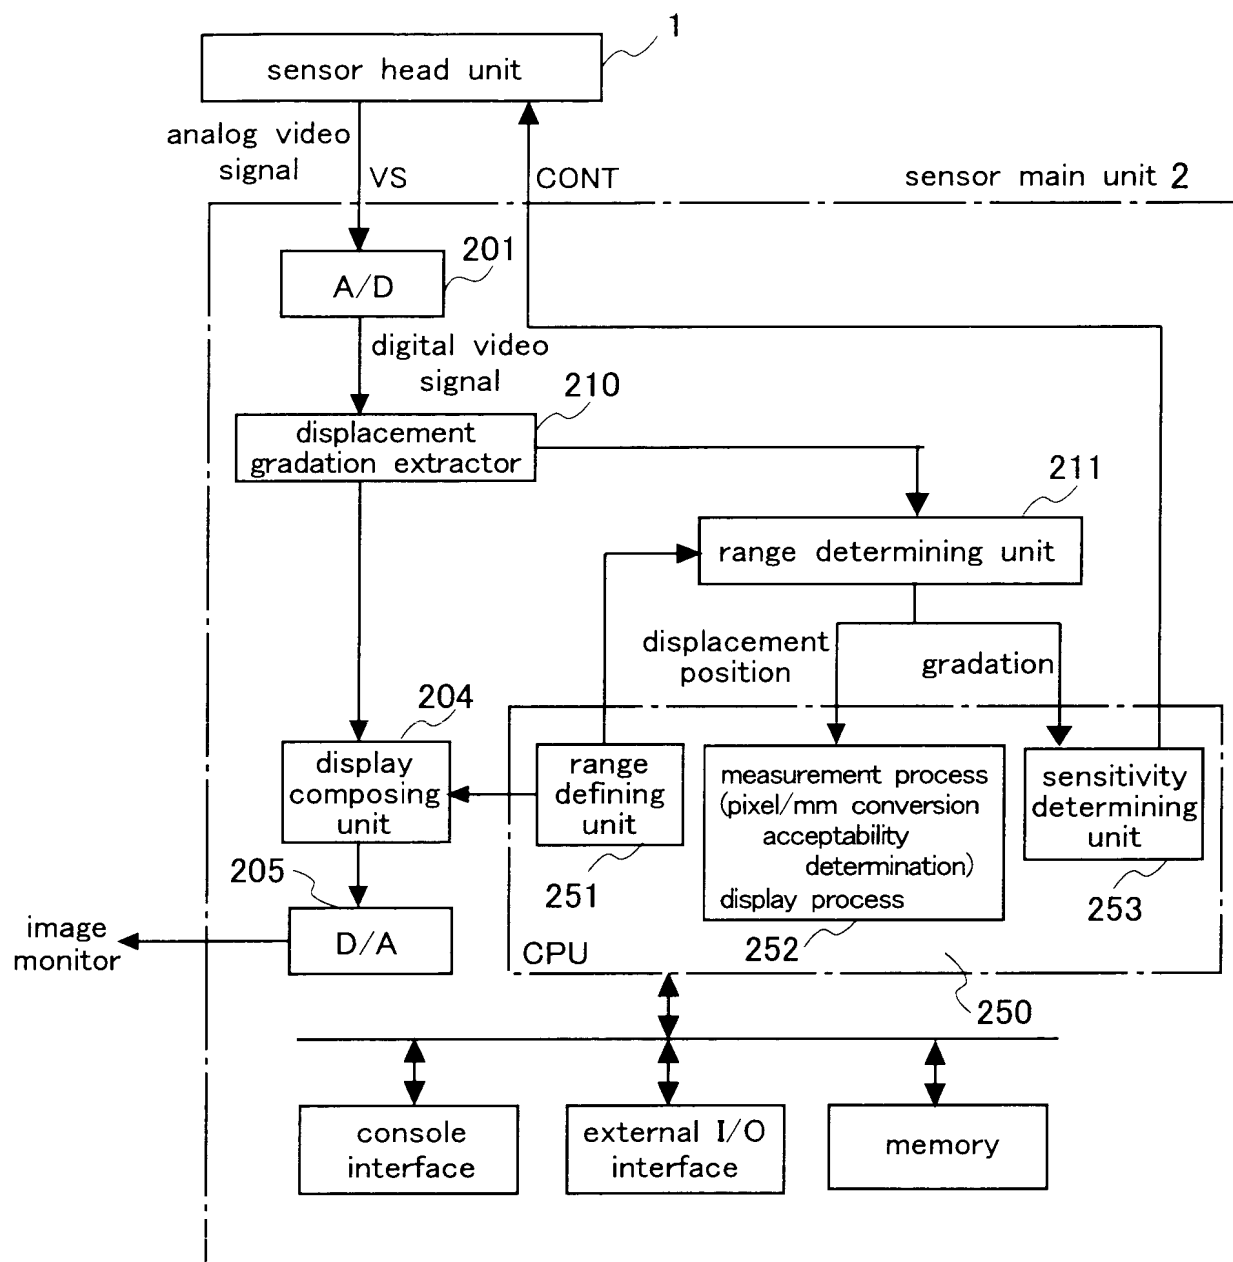 1
sensor head unit
analog video
signal
VS
CONT
sensor main unit 2
201
A/D
digital video
signal
210
displacement
gradation extractor
211
range determining unit
displacement
position
gradation
204
display
composing
unit
range
defining
unit
251
measurement process
(pixel/mm conversion
acceptability
determination)
display process
252
sensitivity
determining
unit
253
205
D/A
image
monitor
CPU
250
console
interface
external I/O
interface
memory